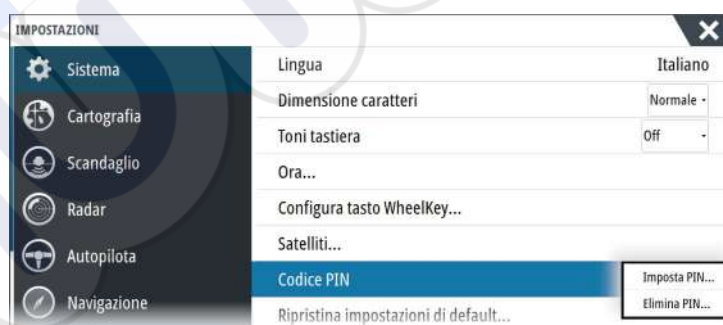 IMPOSTAZIONI
Sistema
Cartografia
Scandaglio
Radar
Autopilota
Navigazione
Lingua Italiano
Dimensione caratteri Normale
Toni tastiera Off
Ora...
Configura tasto WheelKey...
Satelliti...
Codice PIN
Imposta PIN...
Elimina PIN...
Ripristina impostazioni di default...